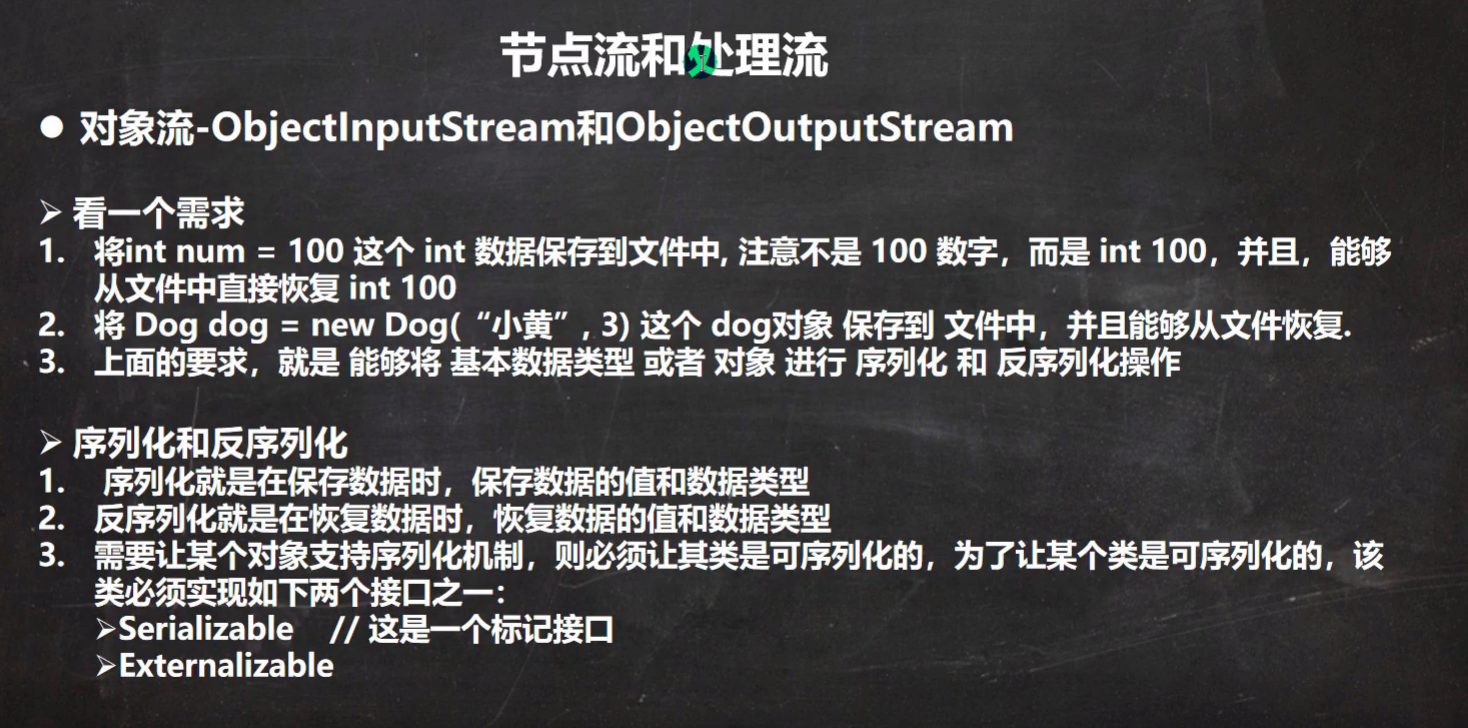 节点流和处理流
● 对象流-ObjectInputStream和ObjectOutputStream
➢ 看一个需求
1. 将int num = 100 这个 int 数据保存到文件中, 注意不是 100 数字，而是 int 100，并且，能够
从文件中直接恢复 int 100
2. 将 Dog dog = new Dog(“小黄”, 3) 这个 dog对象 保存到 文件中，并且能够从文件恢复.
3. 上面的要求，就是 能够将 基本数据类型 或者 对象 进行 序列化 和 反序列化操作
➢ 序列化和反序列化
1. 序列化就是在保存数据时，保存数据的值和数据类型
2. 反序列化就是在恢复数据时，恢复数据的值和数据类型
3. 需要让某个对象支持序列化机制，则必须让其类是可序列化的，为了让某个类是可序列化的，该
类必须实现如下两个接口之一：
➢Serializable // 这是一个标记接口
➢Externalizable